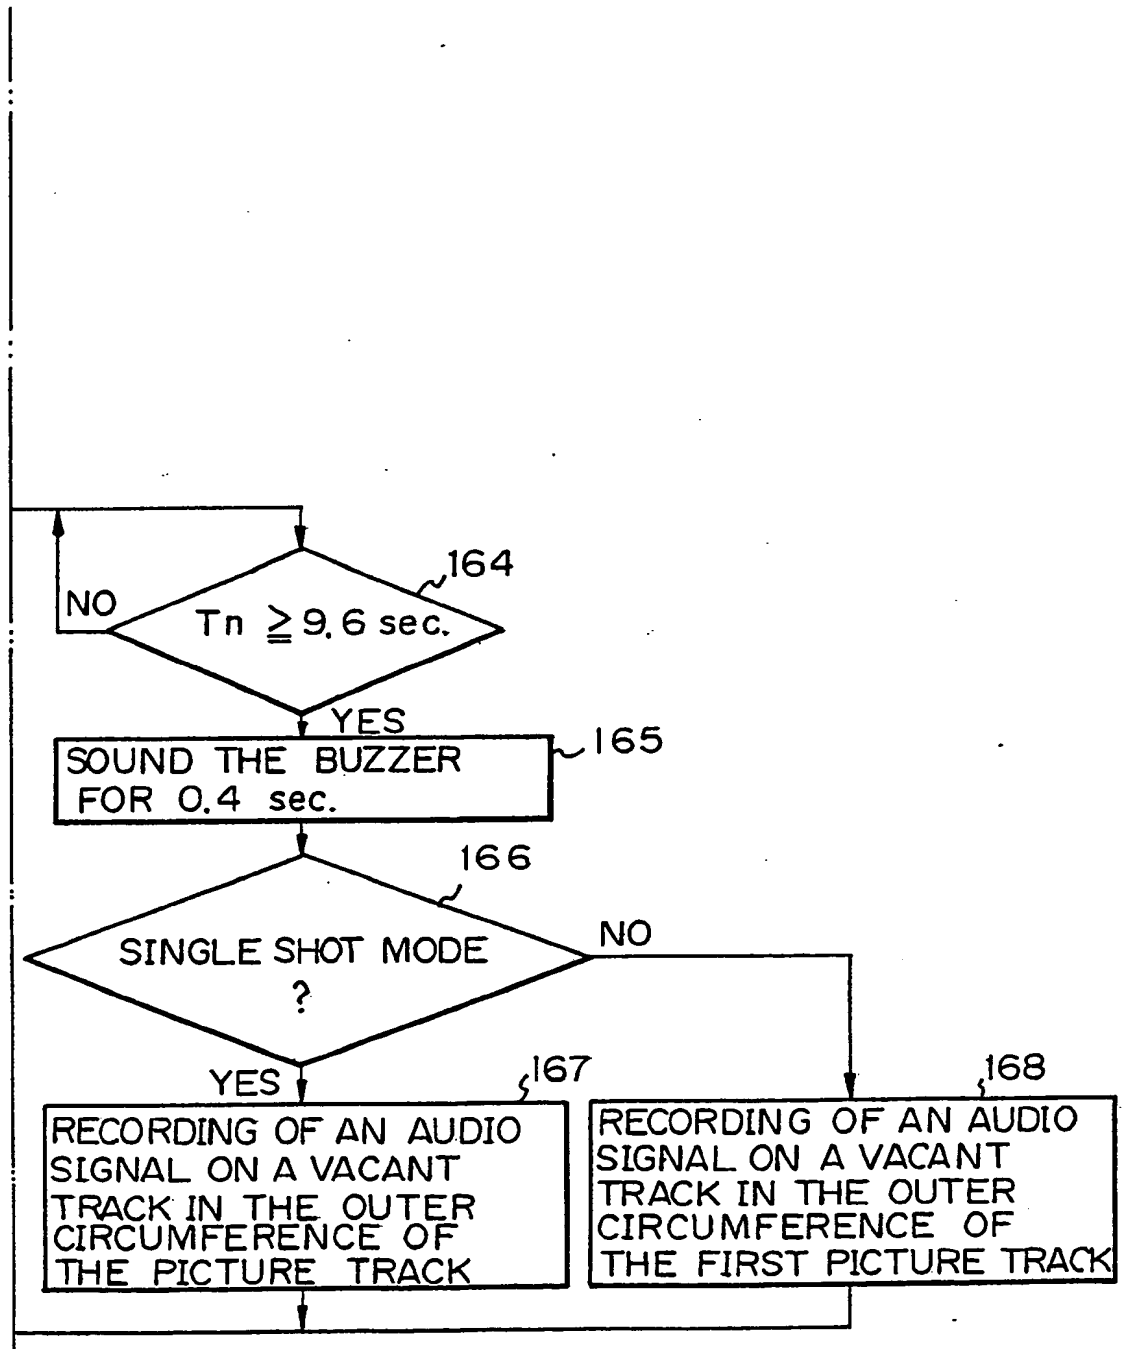 164
NO
Tn ≧ 9.6 sec.
YES
165
SOUND THE BUZZER
FOR 0.4 sec.
166
SINGLE SHOT MODE
?
NO
YES
167
RECORDING OF AN AUDIO
SIGNAL ON A VACANT
TRACK IN THE OUTER
CIRCUMFERENCE OF
THE PICTURE TRACK
168
RECORDING OF AN AUDIO
SIGNAL ON A VACANT
TRACK IN THE OUTER
CIRCUMFERENCE OF
THE FIRST PICTURE TRACK